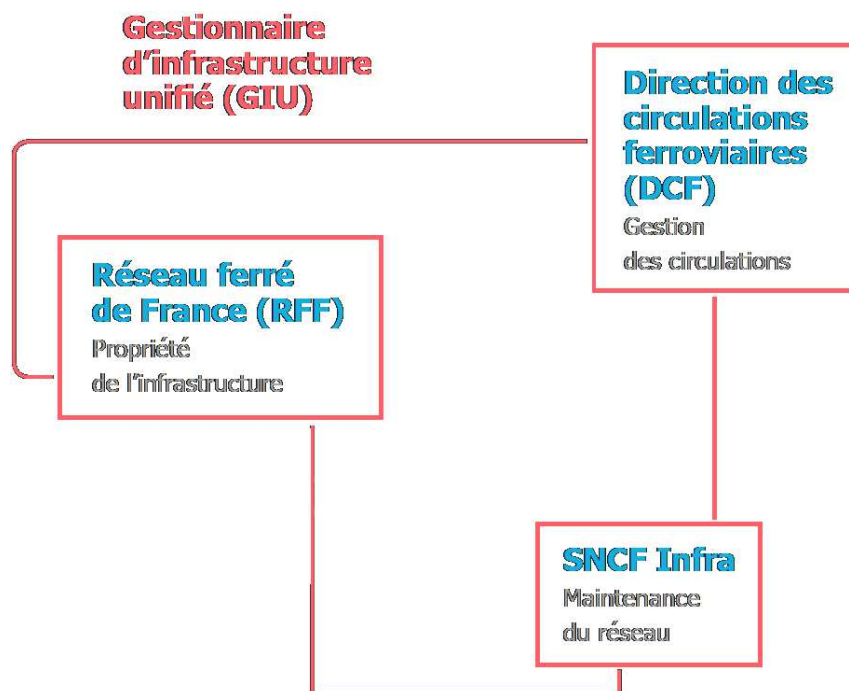 Gestionnaire
d'infrastructure
unifié (GIU)
Direction des
circulations
ferroviaires
(DCF)
Gestion
des circulations
Réseau ferré
de France (RFF)
Propriété
de l'infrastructure
SNCF Infra
Maintenance
du réseau